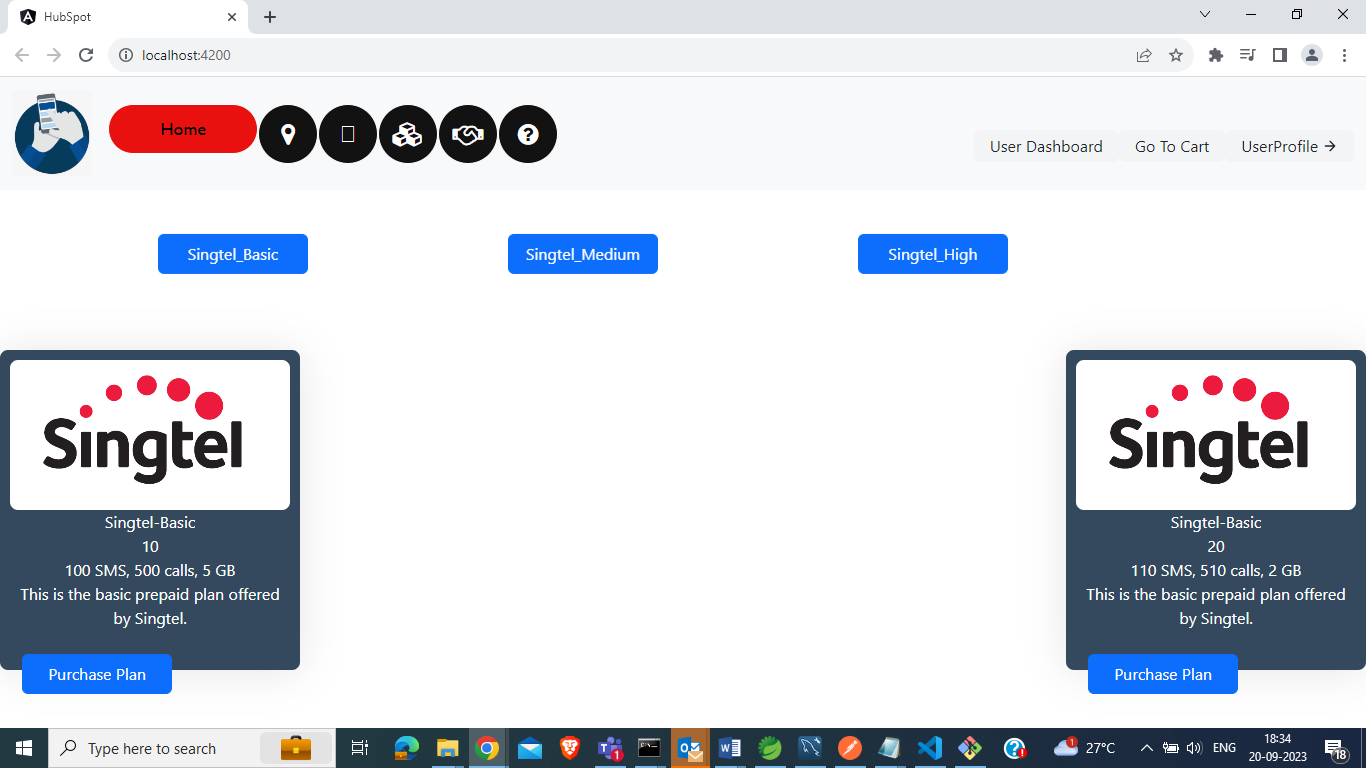 HubSpot
localhost:4200
Home
User Dashboard
Go To Cart
UserProfile →
Singtel_Basic
Singtel_Medium
Singtel_High
Singtel
Singtel-Basic
10
100 SMS, 500 calls, 5 GB
This is the basic prepaid plan offered
by Singtel.
Purchase Plan
Singtel
Singtel-Basic
20
110 SMS, 510 calls, 2 GB
This is the basic prepaid plan offered
by Singtel.
Purchase Plan
Type here to search
1
1
27°C
ENG
18:34
20-09-2023
18